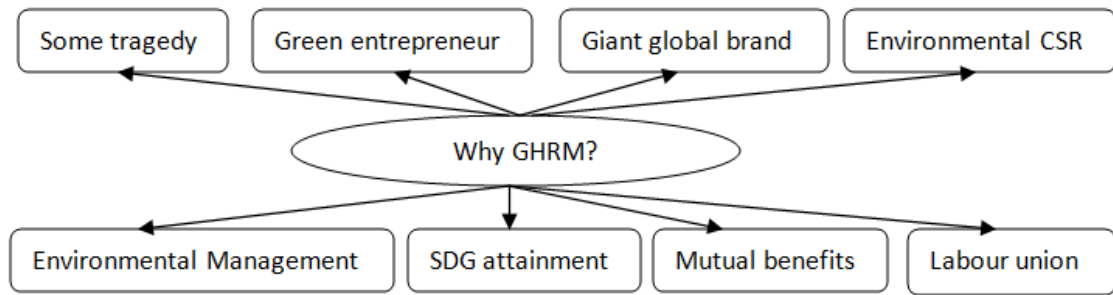 Some tragedy
Green entrepreneur
Giant global brand
Environmental CSR
Why GHRM?
Environmental Management
SDG attainment
Mutual benefits
Labour union